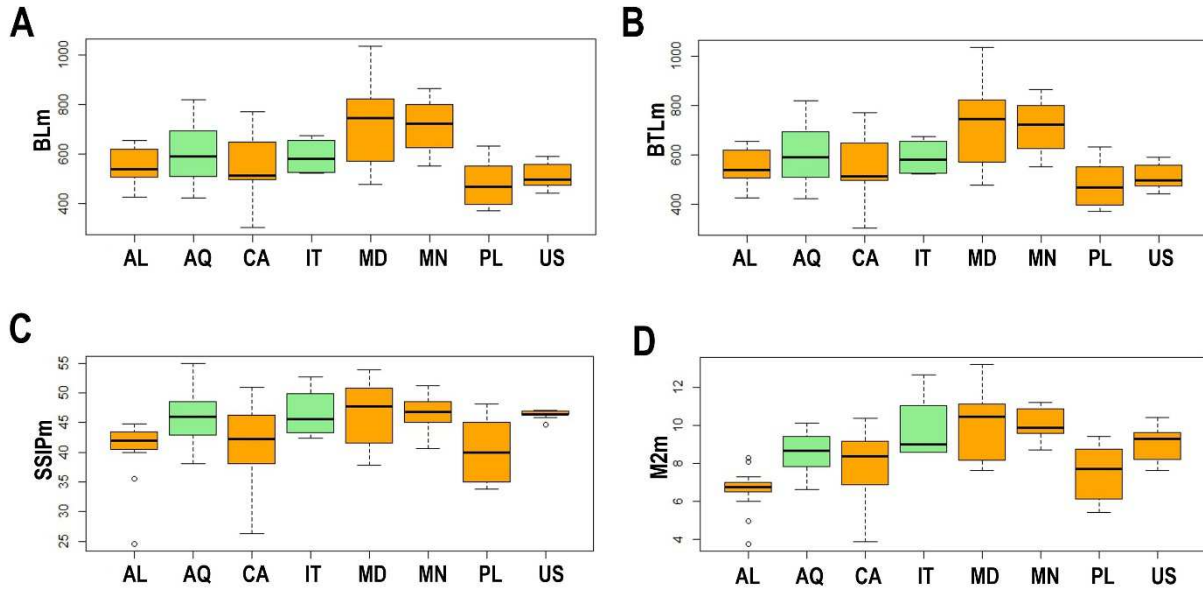 A
BLm
1000
800
600
400
AL AQ CA IT MD MN PL US
B
BTLm
1000
800
600
400
AL AQ CA IT MD MN PL US
C
SSIPm
55
50
45
40
35
30
25
AL AQ CA IT MD MN PL US
D
M2m
12
10
8
6
4
AL AQ CA IT MD MN PL US